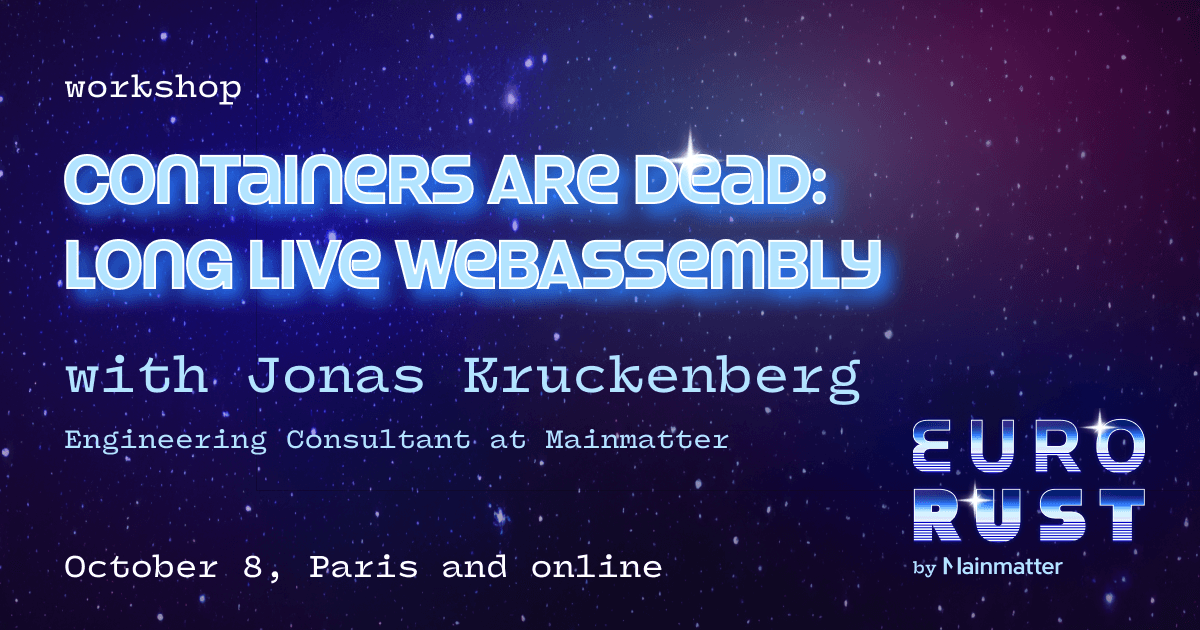 workshop
CONTAINERS ARE DEAD:
LONG LIVE WEBASSEMBLY
with Jonas Kruckenberg
Engineering Consultant at Mainmatter
October 8, Paris and online
EURO
RUST
by Mainmatter